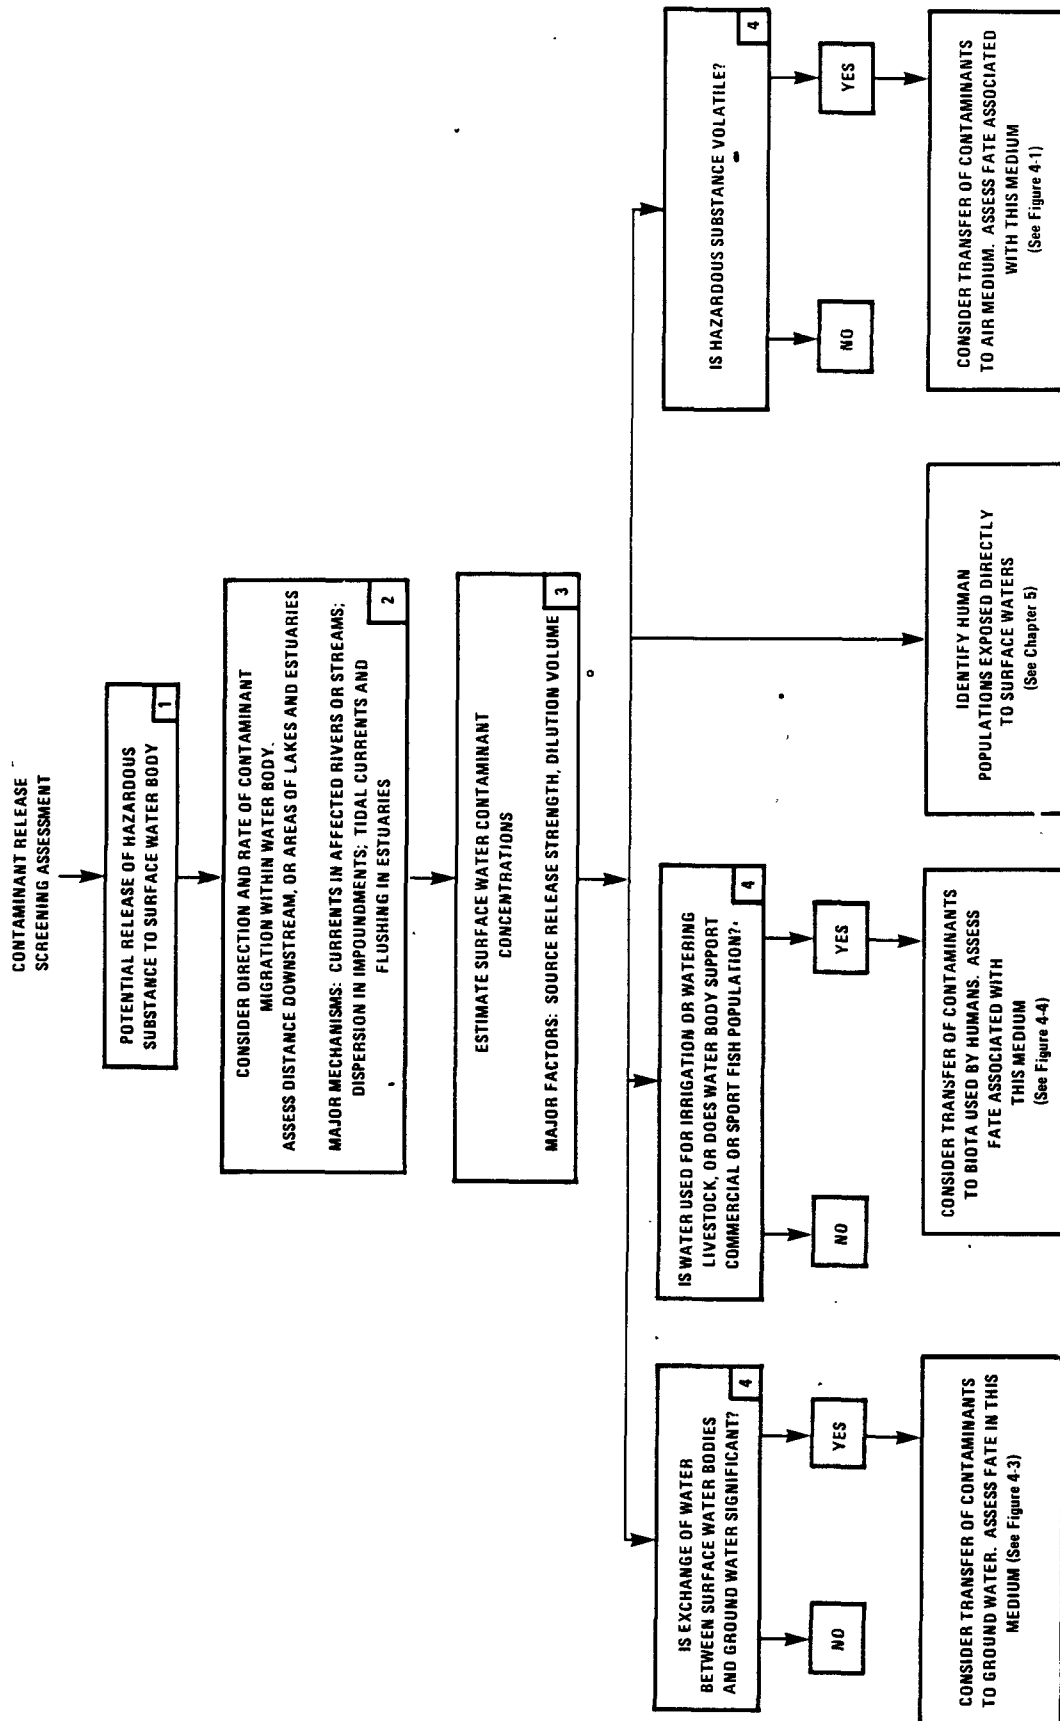 CONTAMINANT RELEASE
SCREENING ASSESSMENT
POTENTIAL RELEASE OF HAZARDOUS
SUBSTANCE TO SURFACE WATER BODY
1
CONSIDER DIRECTION AND RATE OF CONTAMINANT
MIGRATION WITHIN WATER BODY.
ASSESS DISTANCE DOWNSTREAM, OR AREAS OF LAKES AND ESTUARIES
MAJOR MECHANISMS: CURRENTS IN AFFECTED RIVERS OR STREAMS;
DISPERSION IN IMPOUNDMENTS; TIDAL CURRENTS AND
FLUSHING IN ESTUARIES
2
ESTIMATE SURFACE WATER CONTAMINANT
CONCENTRATIONS
MAJOR FACTORS: SOURCE RELEASE STRENGTH, DILUTION VOLUME
3
IS EXCHANGE OF WATER
BETWEEN SURFACE WATER BODIES
AND GROUND WATER SIGNIFICANT?
4
NO
YES
CONSIDER TRANSFER OF CONTAMINANTS
TO GROUND WATER. ASSESS FATE IN THIS
MEDIUM (See Figure 4-3)
IS WATER USED FOR IRRIGATION OR WATERING
LIVESTOCK, OR DOES WATER BODY SUPPORT
COMMERCIAL OR SPORT FISH POPULATION?
4
NO
YES
CONSIDER TRANSFER OF CONTAMINANTS
TO BIOTA USED BY HUMANS. ASSESS
FATE ASSOCIATED WITH
THIS MEDIUM
(See Figure 4-4)
IDENTIFY HUMAN
POPULATIONS EXPOSED DIRECTLY
TO SURFACE WATERS
(See Chapter 5)
IS HAZARDOUS SUBSTANCE VOLATILE?
4
NO
YES
CONSIDER TRANSFER OF CONTAMINANTS
TO AIR MEDIUM. ASSESS FATE ASSOCIATED
WITH THIS MEDIUM
(See Figure 4-1)